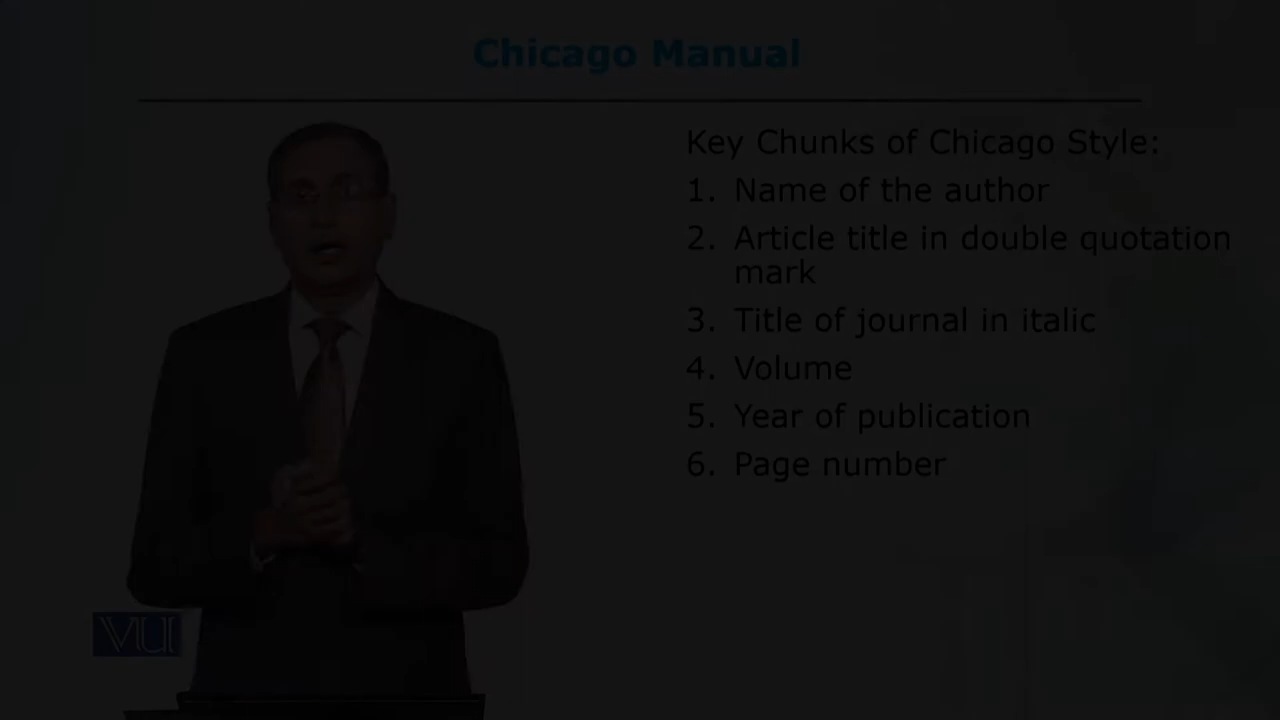 Chicago Manual
Key Chunks of Chicago Style:
1. Name of the author
2. Article title in double quotation
mark
3. Title of journal in italic
4. Volume
5. Year of publication
6. Page number
VU